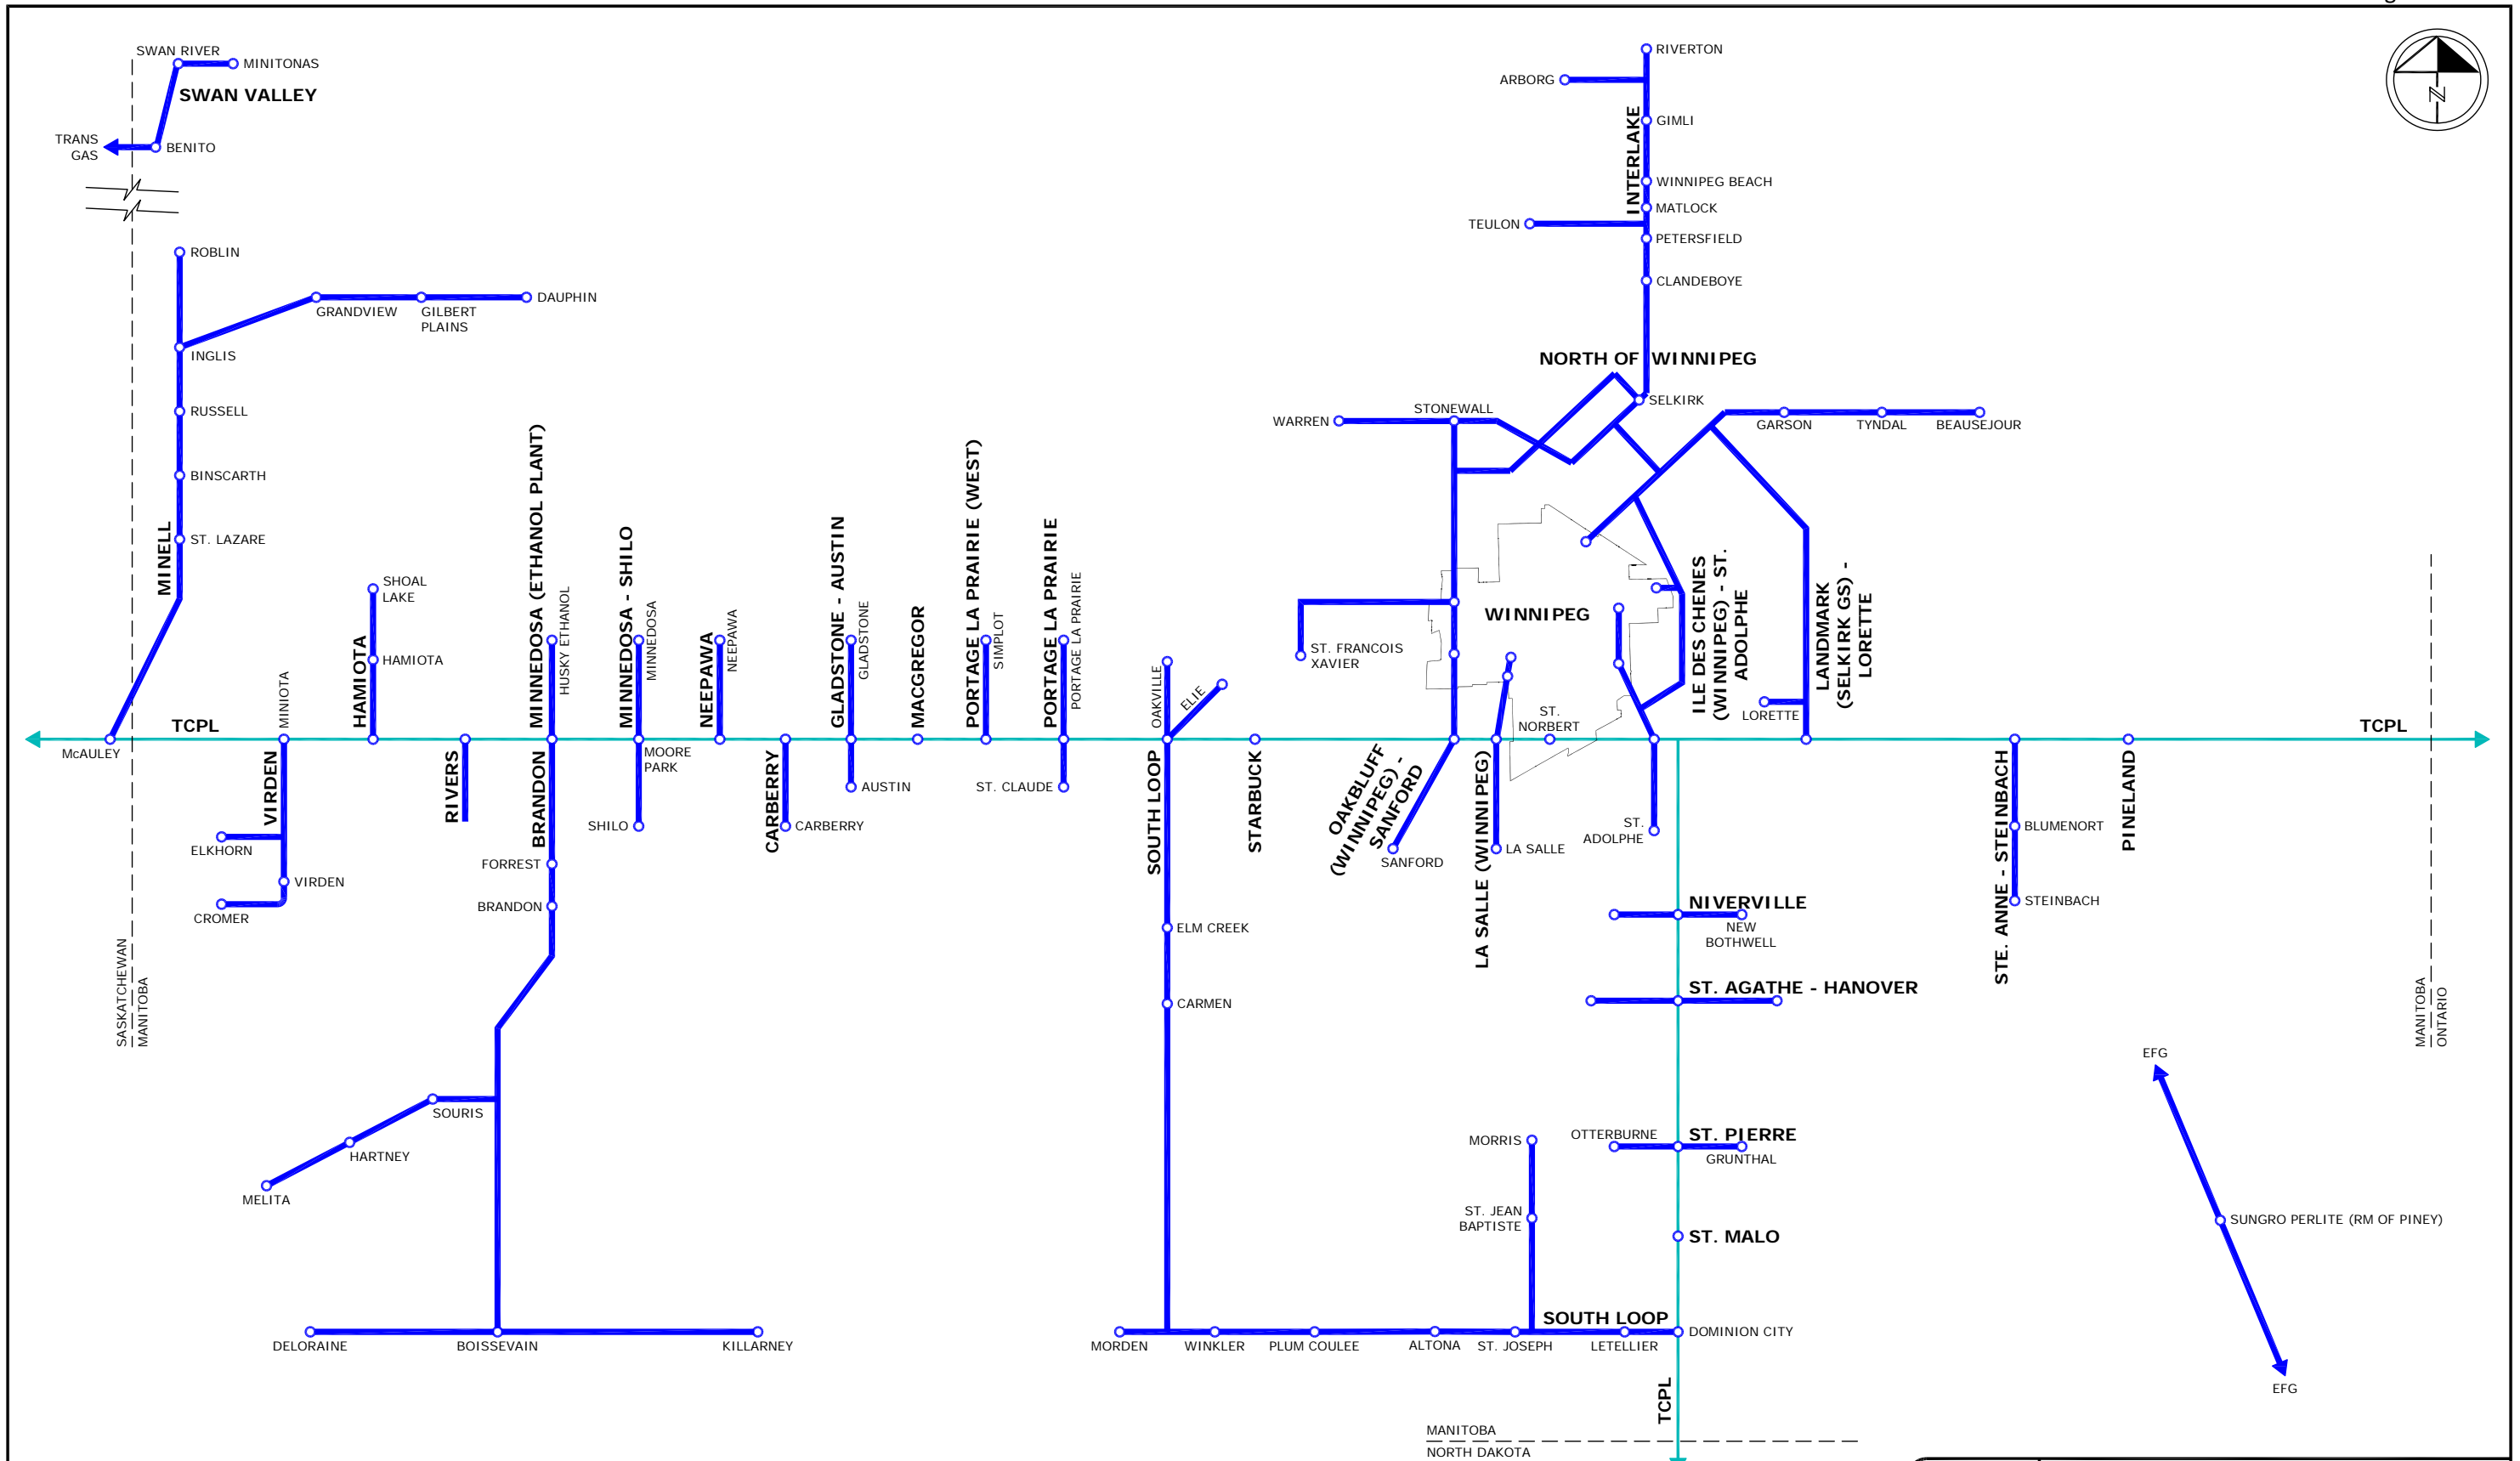 SWAN RIVER
MINITONAS
SWAN VALLEY
TRANS
GAS
BENITO
ROBLIN
GRANDVIEW
GILBERT
PLAINS
DAUPHIN
INGLIS
RUSSELL
BINSCARTH
ST. LAZARE
MINELL
McAULEY
TCPL
SHOAL
LAKE
HAMIOTA
HAMIOTA
MINIOTA
VIRDEN
ELKHORN
VIRDEN
CROMER
SASKATCHEWAN
MANITOBA
RIVERS
MINNEDOSA (ETHANOL PLANT)
HUSKY ETHANOL
BRANDON
FORREST
BRANDON
SOURIS
HARTNEY
MELITA
DELORAINE
BOISSEVAIN
KILLARNEY
MINNEDOSA - SHILO
MINNEDOSA
MOORE
PARK
SHILO
NEEPAWA
NEEPAWA
CARBERRY
CARBERRY
GLADSTONE - AUSTIN
GLADSTONE
AUSTIN
MACGREGOR
PORTAGE LA PRAIRIE (WEST)
SIMPLOT
PORTAGE LA PRAIRIE
PORTAGE LA PRAIRIE
ST. CLAUDE
OAKVILLE
ELIE
SOUTH LOOP
ELM CREEK
CARMEN
STARBUCK
MORDEN
WINKLER
PLUM COULEE
ALTONA
ST. JOSEPH
LETELLIER
SOUTH LOOP
DOMINION CITY
MORRIS
ST. JEAN
BAPTISTE
RIVERTON
ARBORG
GIMLI
INTERLAKE
WINNIPEG BEACH
MATLOCK
TEULON
PETERSFIELD
CLANDEBOYE
NORTH OF WINNIPEG
SELKIRK
WARREN
STONEWALL
GARSON
TYNDAL
BEAUSEJOUR
WINNIPEG
ST. FRANCOIS
XAVIER
ILE DES CHENES
(WINNIPEG) - ST.
ADOLPHE
LANDMARK
(SELKIRK GS) -
LORETTE
LORETTE
ST.
NORBERT
OAKBLUFF
(WINNIPEG) -
SANFORD
SANFORD
LA SALLE (WINNIPEG)
LA SALLE
ST.
ADOLPHE
NIVERVILLE
NEW
BOTHWELL
ST. AGATHE - HANOVER
OTTERBURNE
ST. PIERRE
GRUNTHAL
ST. MALO
TCPL
MANITOBA
NORTH DAKOTA
STE. ANNE - STEINBACH
BLUMENORT
STEINBACH
PINELAND
TCPL
MANITOBA
ONTARIO
EFG
SUNGRO PERLITE (RM OF PINEY)
EFG
N